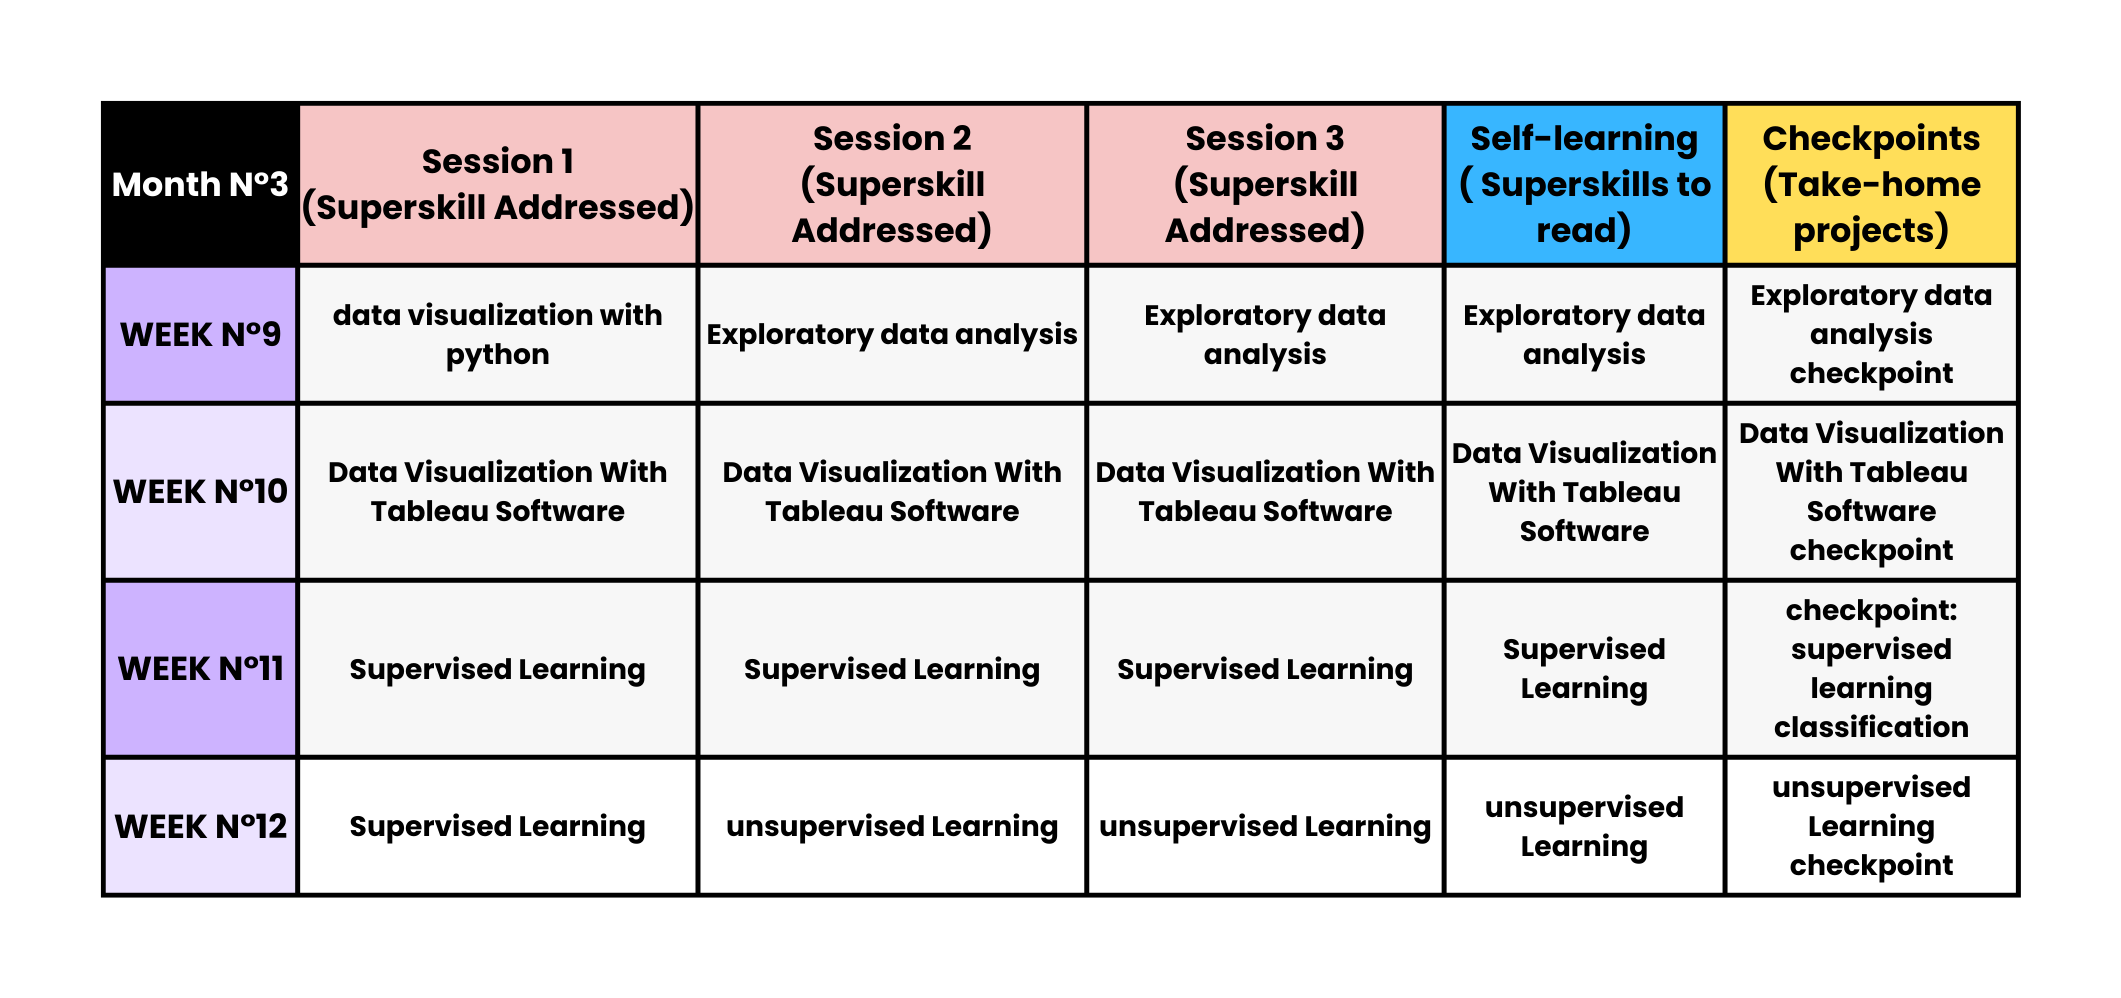 Month N°3
Session 1
(Superskill Addressed)
Session 2
(Superskill
Addressed)
Session 3
(Superskill
Addressed)
Self-learning
( Superskills to
read)
Checkpoints
(Take-home
projects)
WEEK N°9
data visualization with
python
Exploratory data analysis
Exploratory data
analysis
Exploratory data
analysis
Exploratory data
analysis
checkpoint
WEEK N°10
Data Visualization With
Tableau Software
Data Visualization With
Tableau Software
Data Visualization With
Tableau Software
Data Visualization
With Tableau
Software
Data Visualization
With Tableau
Software
checkpoint
WEEK N°11
Supervised Learning
Supervised Learning
Supervised Learning
Supervised
Learning
checkpoint:
supervised
learning
classification
WEEK N°12
Supervised Learning
unsupervised Learning
unsupervised Learning
unsupervised
Learning
unsupervised
Learning
checkpoint